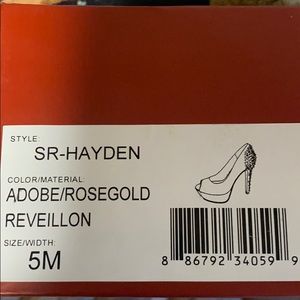 STYLE:
SR-HAYDEN
COLOR/MATERIAL:
ADOBE/ROSEGOLD
REVEILLON
SIZE/WIDTH:
5M
8 86792 34059 9